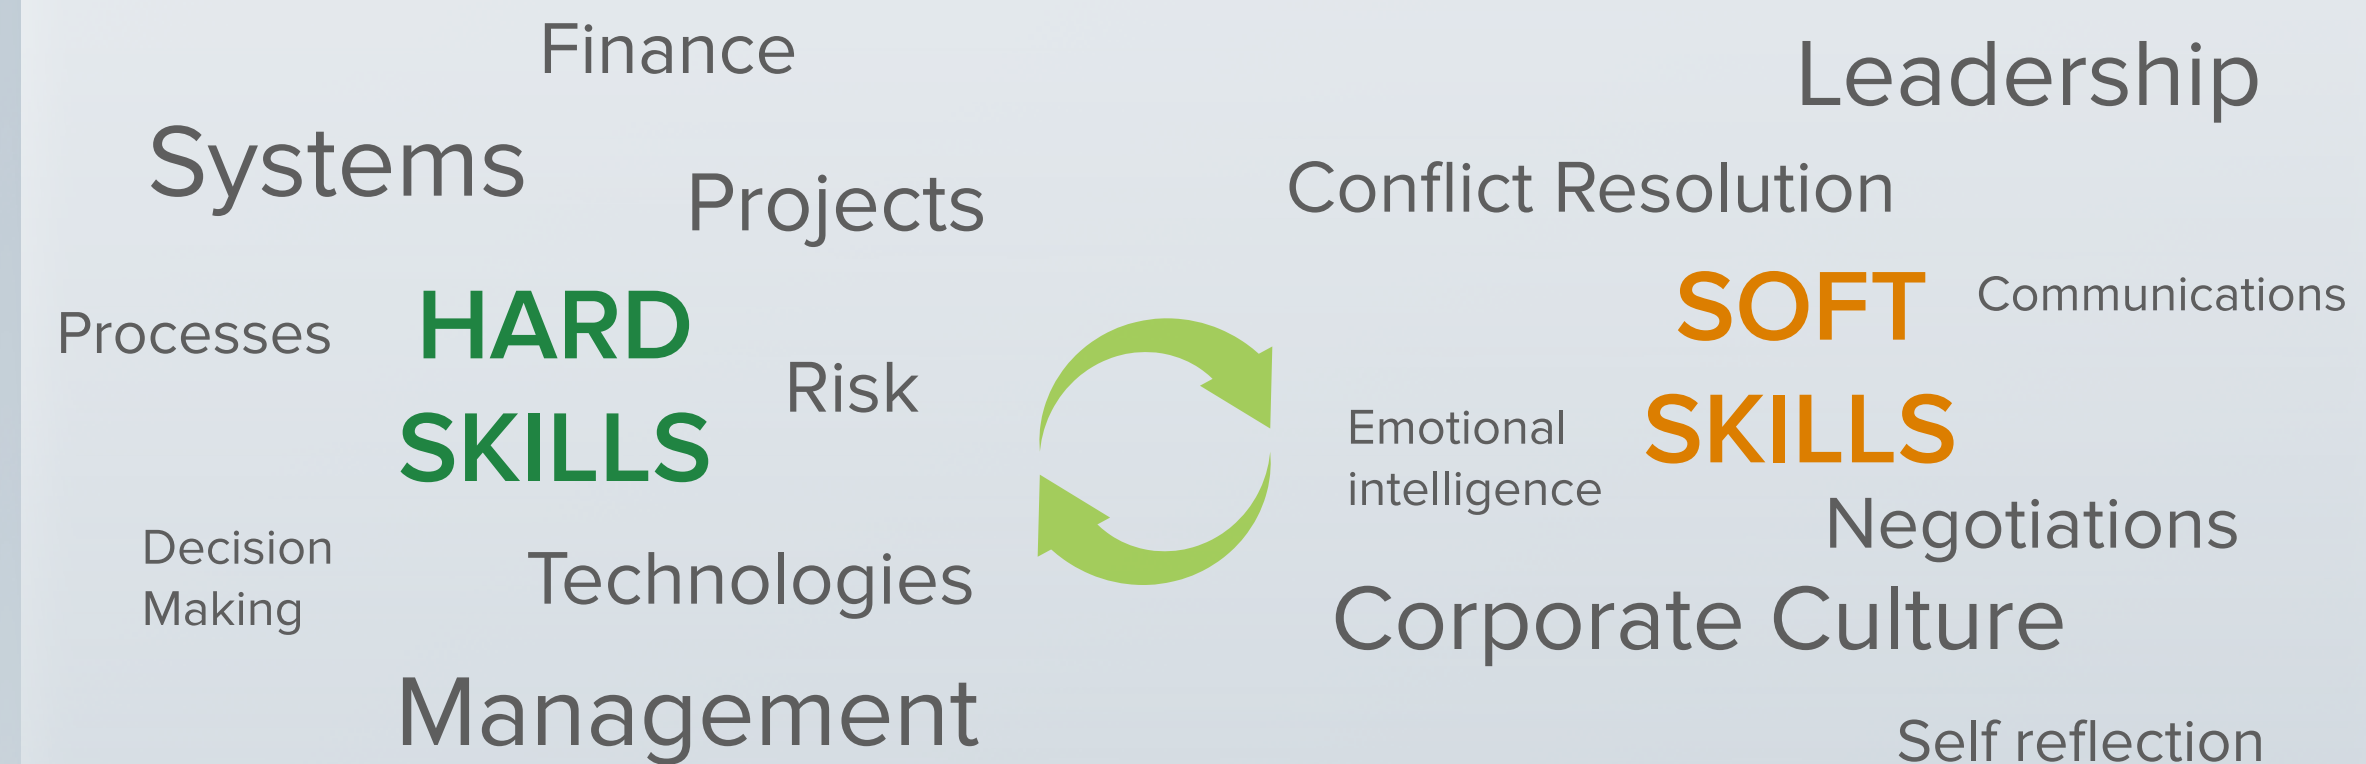 Finance
Systems
Projects
Processes
HARD
SKILLS
Risk
Decision
Making
Technologies
Management
Leadership
Conflict Resolution
SOFT
SKILLS
Communications
Emotional
intelligence
Negotiations
Corporate Culture
Self reflection